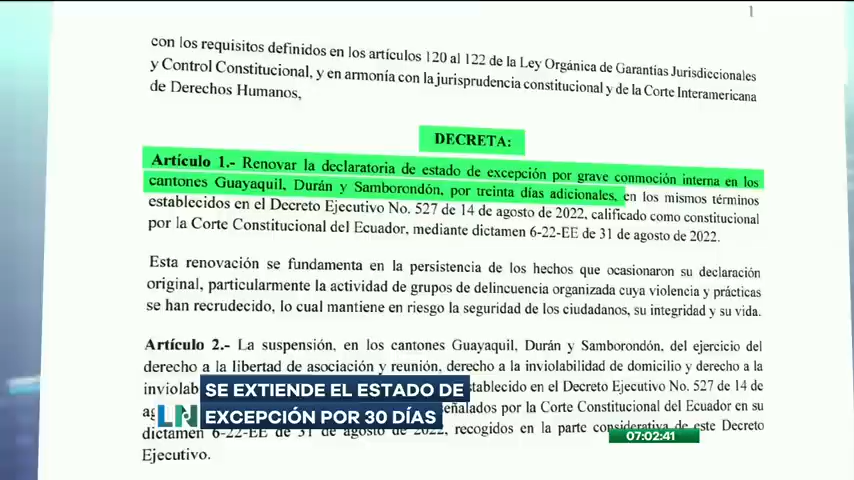 1
con los requisitos definidos en los artículos 120 al 122 de la Ley Orgánica de Garantías Jurisdiccionales
y Control Constitucional, y en armonía con la jurisprudencia constitucional y de la Corte Interamericana
de Derechos Humanos,
DECRETA:
Artículo 1.- Renovar la declaratoria de estado de excepción por grave conmoción interna en los
cantones Guayaquil, Durán y Samborondón, por treinta días adicionales, en los mismos términos
establecidos en el Decreto Ejecutivo No. 527 de 14 de agosto de 2022, calificado como constitucional
por la Corte Constitucional del Ecuador, mediante dictamen 6-22-EE de 31 de agosto de 2022.
Esta renovación se fundamenta en la persistencia de los hechos que ocasionaron su declaración
original, particularmente la actividad de grupos de delincuencia organizada cuya violencia y prácticas
se han recrudecido, lo cual mantiene en riesgo la seguridad de los ciudadanos, su integridad y su vida.
Artículo 2.- La suspensión, en los cantones Guayaquil, Durán y Samborondón, del ejercicio del
derecho a la libertad de asociación y reunión, derecho a la inviolabilidad de domicilio y derecho a la
establecido en el Decreto Ejecutivo No. 527 de 14 de
señalados por la Corte Constitucional del Ecuador en su
dictamen 6-22-EE de 31 de agosto de 2022, recogidos en la parte considerativa de este Decreto
Ejecutivo.
SE EXTIENDE EL ESTADO DE
EXCEPCIÓN POR 30 DÍAS
LN
07:02:41